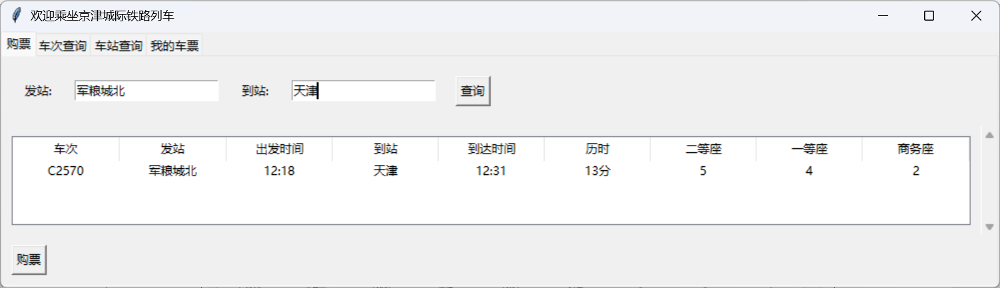 欢迎乘坐京津城际铁路列车
购票 车次查询 车站查询 我的车票
发站: 军粮城北 到站: 天津 查询
车次 发站 出发时间 到站 到达时间 历时 二等座 一等座 商务座
C2570 军粮城北 12:18 天津 12:31 13分 5 4 2
购票